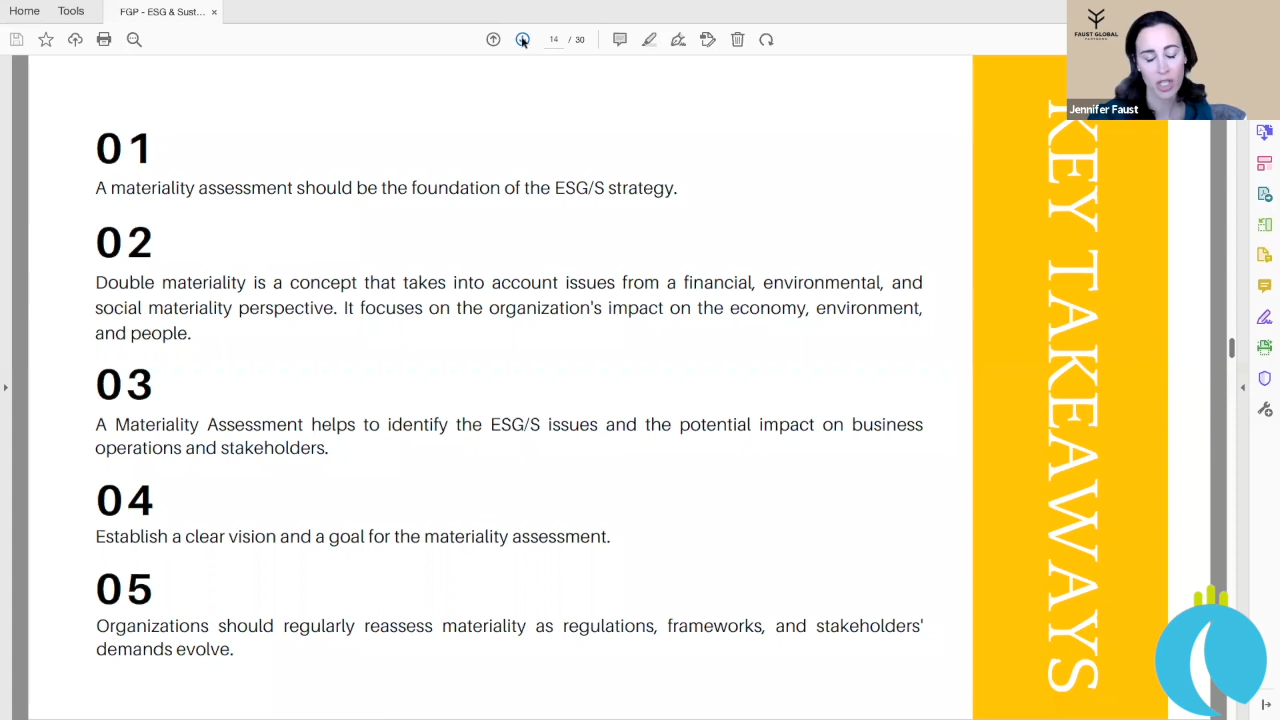 Home
Tools
FGP - ESG & Sust... ×
14 / 30
FAUST GLOBAL
PARTNERS
Jennifer Faust
01
A materiality assessment should be the foundation of the ESG/S strategy.
02
Double materiality is a concept that takes into account issues from a financial, environmental, and
social materiality perspective. It focuses on the organization's impact on the economy, environment,
and people.
03
A Materiality Assessment helps to identify the ESG/S issues and the potential impact on business
operations and stakeholders.
04
Establish a clear vision and a goal for the materiality assessment.
05
Organizations should regularly reassess materiality as regulations, frameworks, and stakeholders'
demands evolve.
KEY TAKEAWAYS